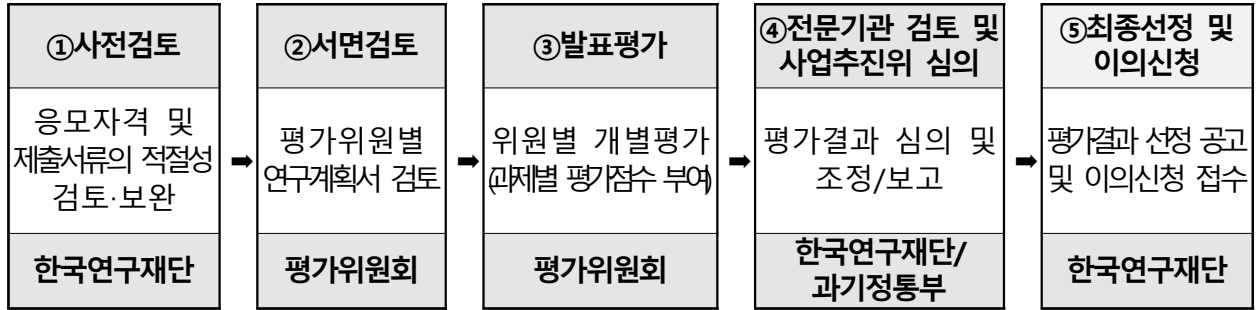 ①사전검토
응모자격 및
제출서류의 적절성
검토·보완
한국연구재단
➡
②서면검토
평가위원별
연구계획서 검토
평가위원회
➡
③발표평가
위원별 개별평가
(과제별 평가점수 부여)
평가위원회
➡
④전문기관 검토 및
사업추진위 심의
평가결과 심의 및
조정/보고
한국연구재단/
과기정통부
➡
⑤최종선정 및
이의신청
평가결과 선정 공고
및 이의신청 접수
한국연구재단